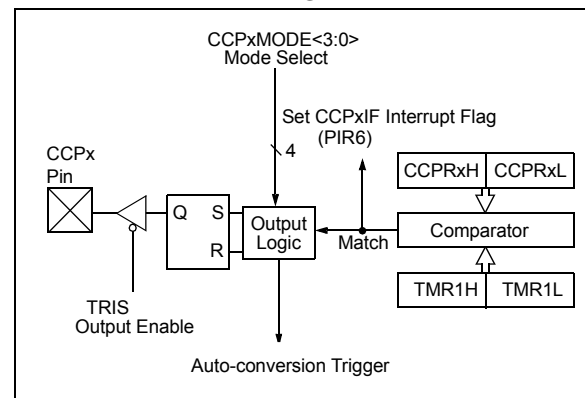 CCPxMODE<3:0>
Mode Select
Set CCPxIF Interrupt Flag
(PIR6)
4
CCPx
Pin
CCPRxH CCPRxL
Q S
R
Output
Logic
Match
Comparator
TMR1H TMR1L
TRIS
Output Enable
Auto-conversion Trigger